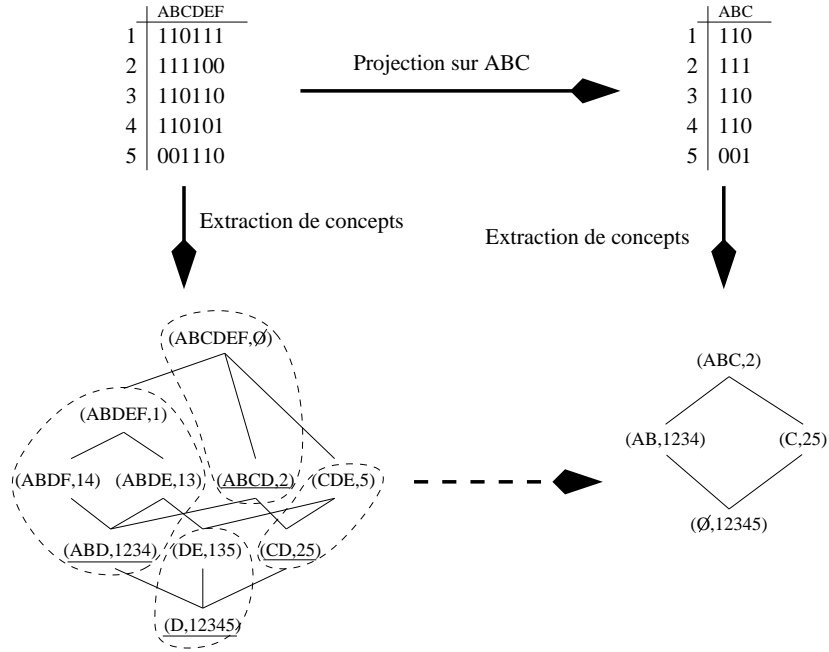 ABCDEF
1 110111
2 111100
3 110110
4 110101
5 001110
Projection sur ABC
ABC
1 110
2 111
3 110
4 110
5 001
Extraction de concepts
Extraction de concepts
(ABCDEF,Ø)
(ABDEF,1)
(ABDF,14) (ABDE,13) (ABCD,2) (CDE,5)
(ABD,1234) (DE,135) (CD,25)
(D,12345)
(ABC,2)
(AB,1234) (C,25)
(Ø,12345)